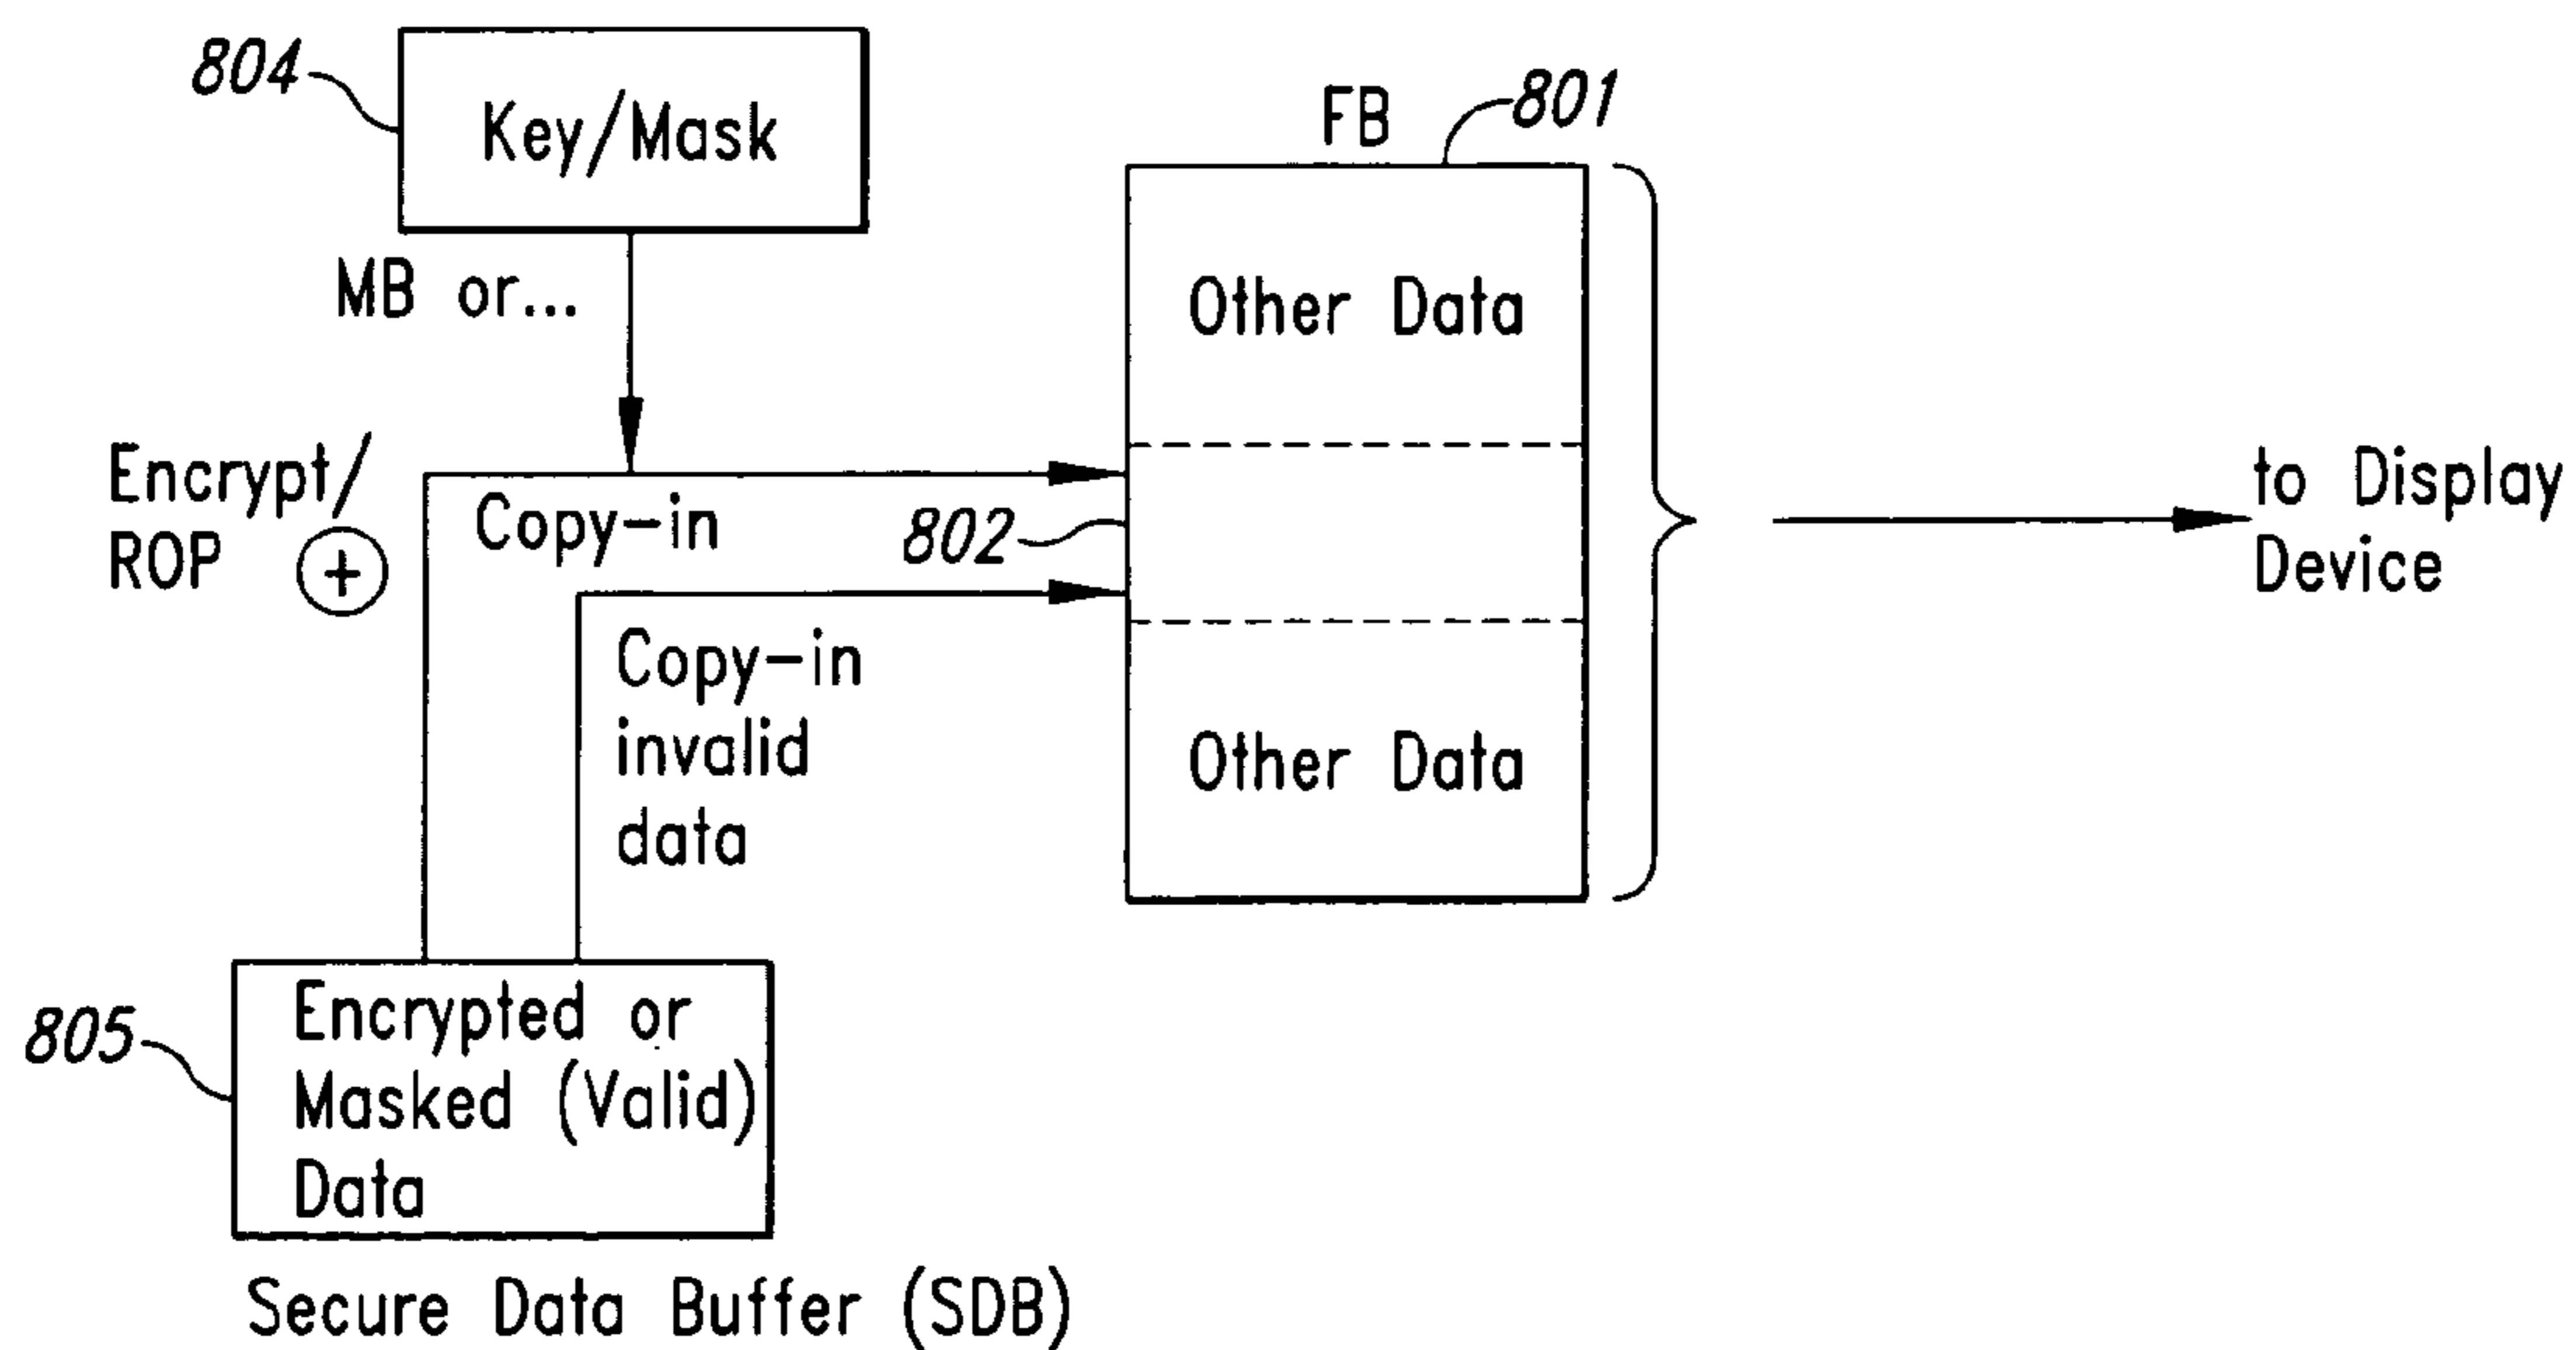 804
Key/Mask
MB or...
FB
801
Other Data
Encrypt/
ROP
+
Copy-in
802
to Display
Device
Copy-in
invalid
data
Other Data
805
Encrypted or
Masked (Valid)
Data
Secure Data Buffer (SDB)